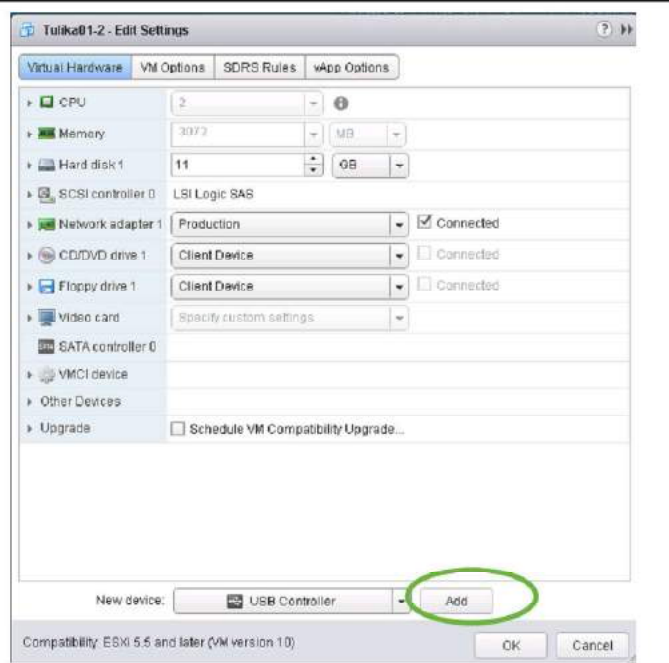 Tulika01-2 - Edit Settings
Virtual Hardware VM Options SDRS Rules vApp Options
CPU 2
Memory 3072 MB
Hard disk 1 11 GB
SCSI controller 0 LSI Logic SAS
Network adapter 1 Production Connected
CD/DVD drive 1 Client Device Connected
Floppy drive 1 Client Device Connected
Video card Specify custom settings
SATA controller 0
VMCI device
Other Devices
Upgrade Schedule VM Compatibility Upgrade...
New device: USB Controller Add
Compatibility: ESXi 5.5 and later (VM version 10) OK Cancel